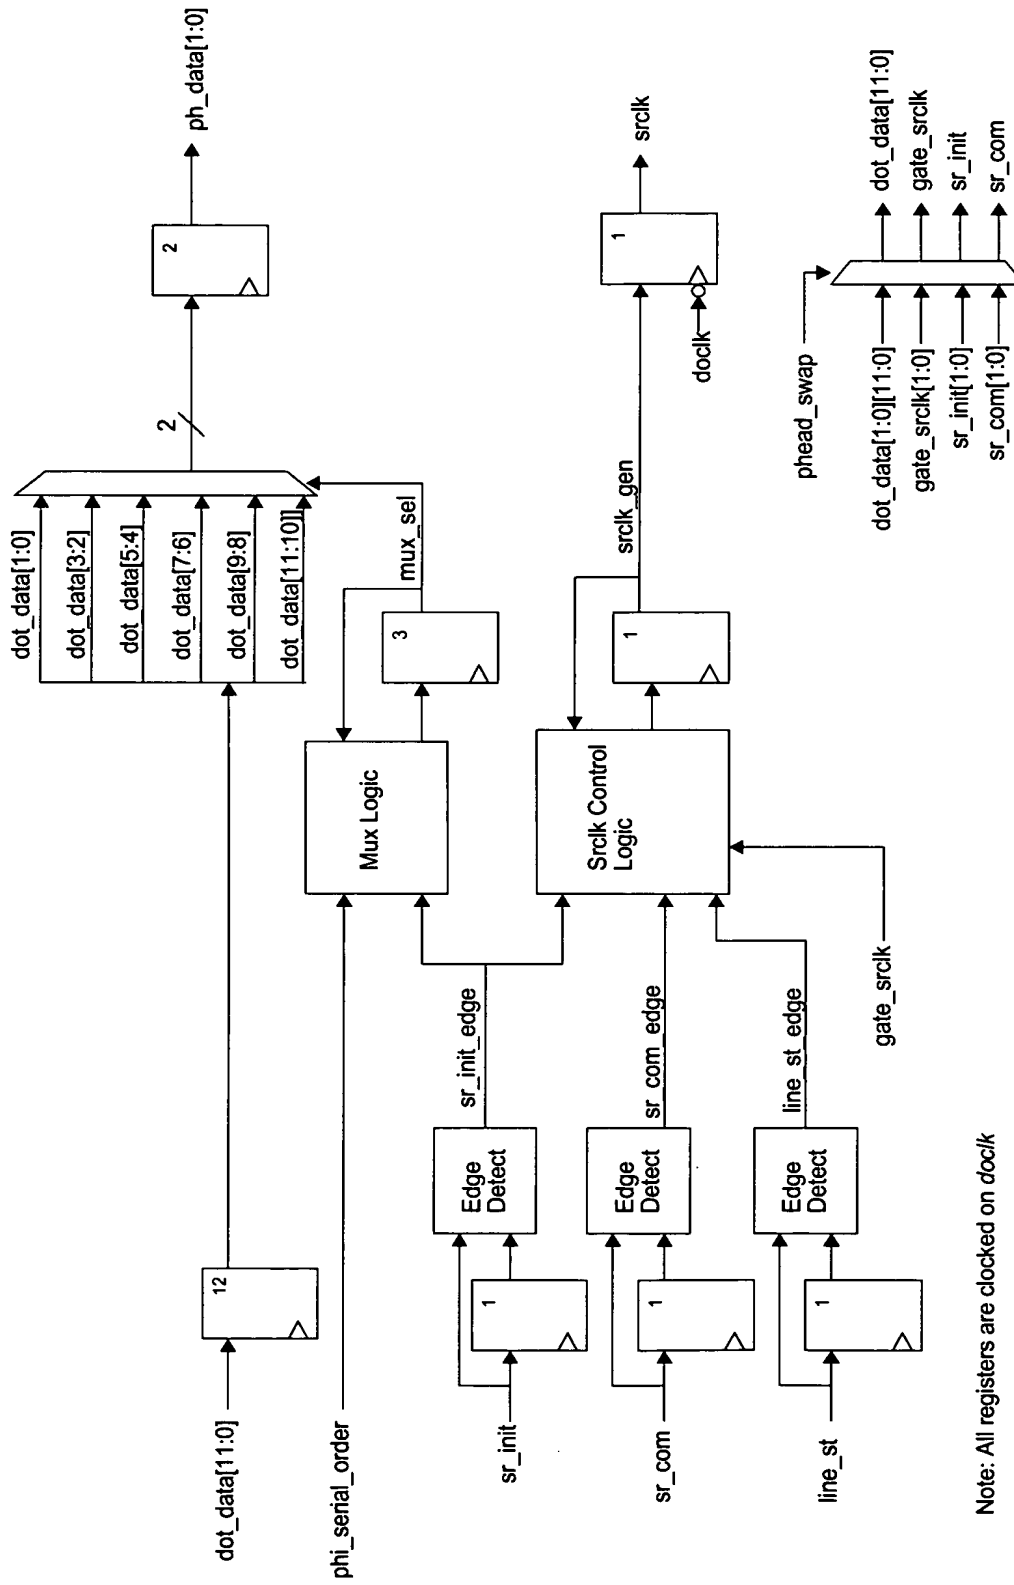 dot_data[11:0]
12
dot_data[1:0]
dot_data[3:2]
dot_data[5:4]
dot_data[7:6]
dot_data[9:8]
dot_data[11:10]]
2
2
ph_data[1:0]
phi_serial_order
Mux Logic
3
mux_sel
sr_init
1
Edge
Detect
sr_init_edge
sr_com
1
Edge
Detect
sr_com_edge
line_st
1
Edge
Detect
line_st_edge
gate_srclk
Srclk Control
Logic
1
srclk_gen
doclk
1
srclk
phead_swap
dot_data[1:0][11:0]
gate_srclk[1:0]
sr_init[1:0]
sr_com[1:0]
dot_data[11:0]
gate_srclk
sr_init
sr_com
Note: All registers are clocked on doclk